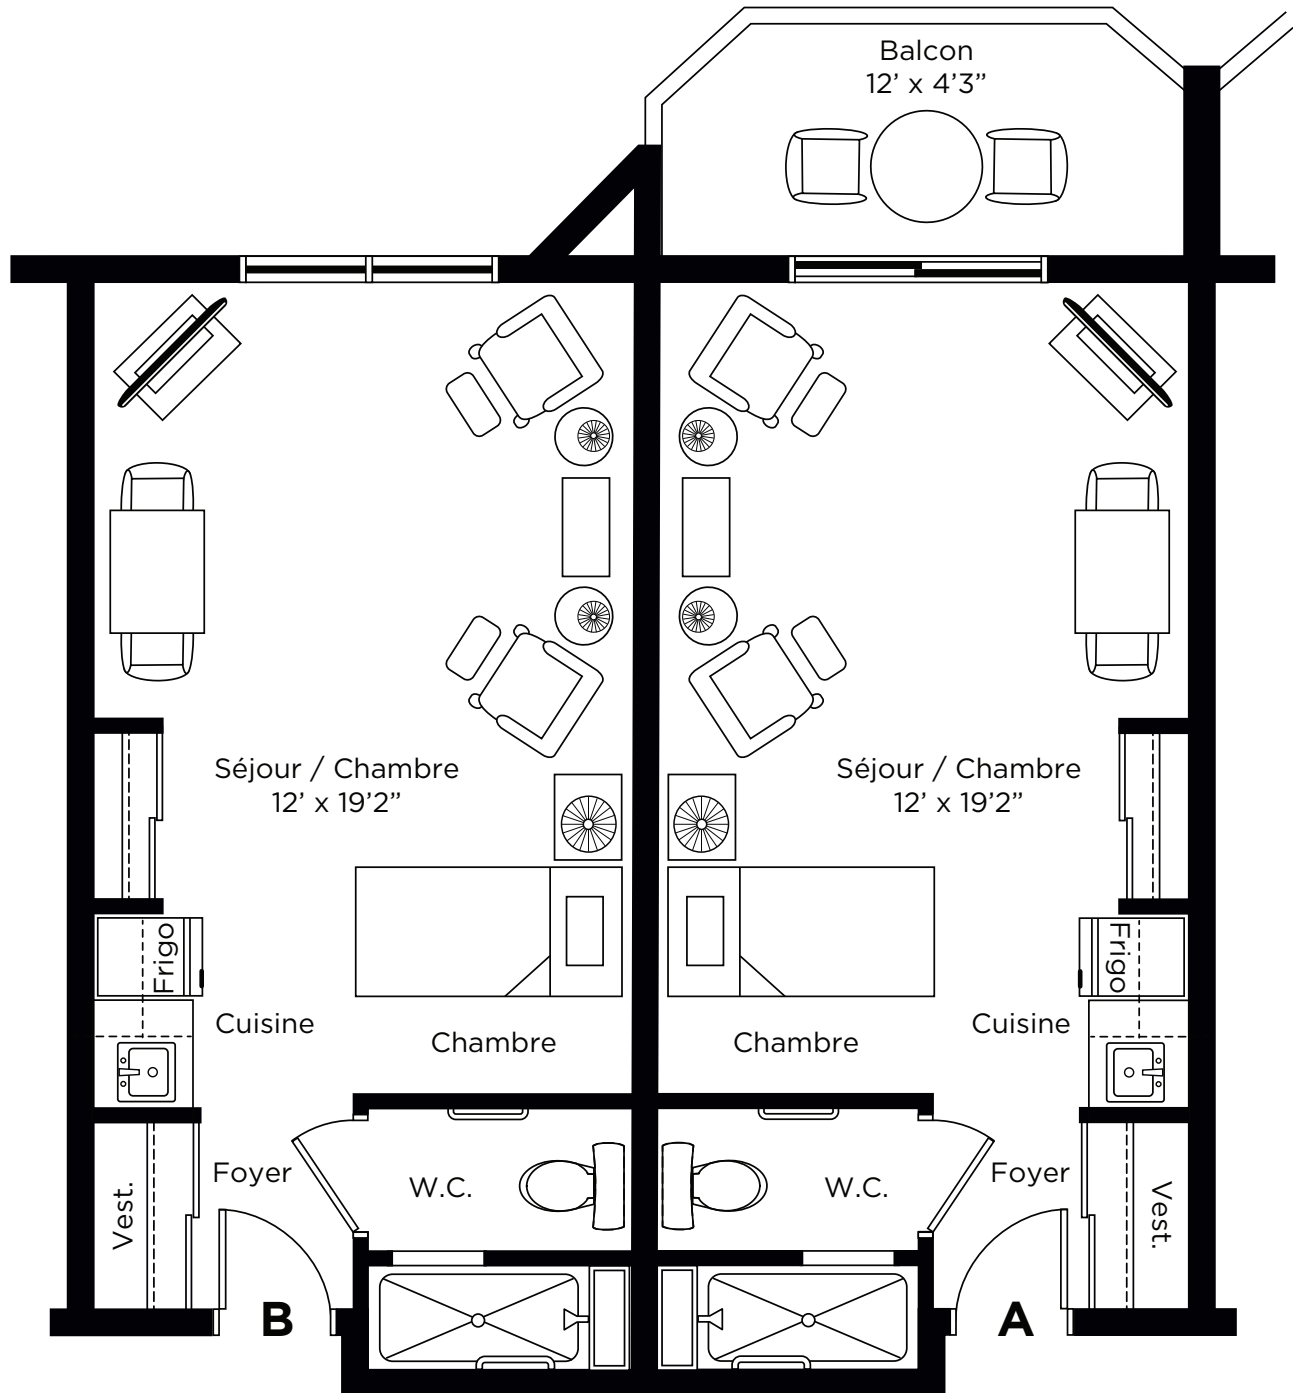 Balcon
12’ x 4’3”
Séjour / Chambre
12’ x 19’2”
Séjour / Chambre
12’ x 19’2”
Frigo
Frigo
Cuisine
Chambre
Chambre
Cuisine
Foyer
W.C.
W.C.
Foyer
Vest.
Vest.
B
A